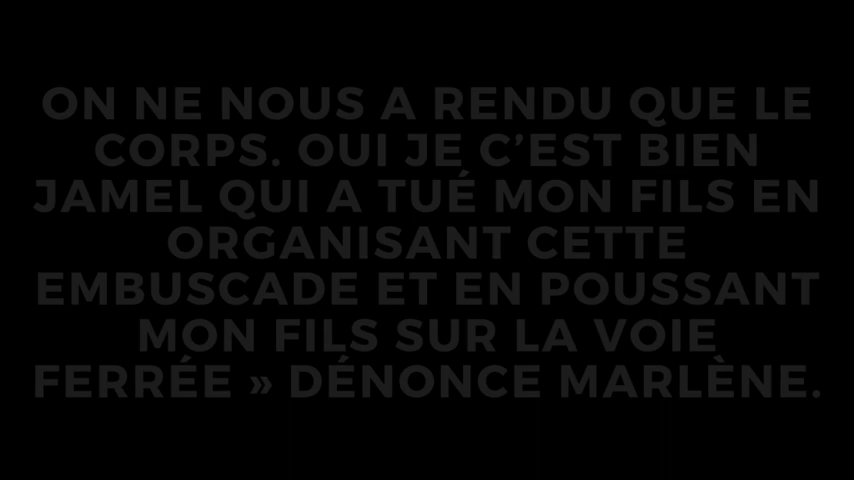 ON NE NOUS A RENDU QUE LE
CORPS. OUI JE C’EST BIEN
JAMEL QUI A TUÉ MON FILS EN
ORGANISANT CETTE
EMBUSCADE ET EN POUSSANT
MON FILS SUR LA VOIE
FERRÉE » DÉNONCE MARLÈNE.